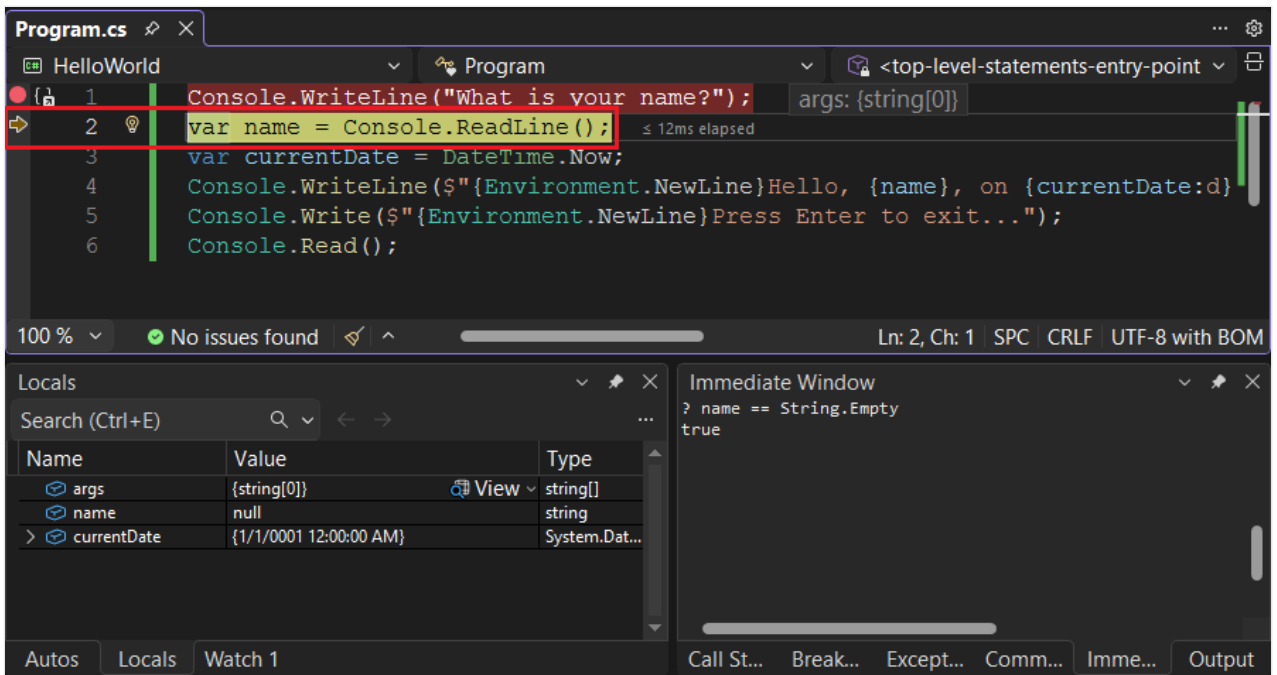 Program.cs
HelloWorld Program <top-level-statements-entry-point
1 Console.WriteLine("What is your name?"); args: {string[0]}
2 var name = Console.ReadLine(); ≤ 12ms elapsed
3 var currentDate = DateTime.Now;
4 Console.WriteLine($"{Environment.NewLine}Hello, {name}, on {currentDate:d}
5 Console.Write($"{Environment.NewLine}Press Enter to exit...");
6 Console.Read();
100 % No issues found Ln: 2, Ch: 1 SPC CRLF UTF-8 with BOM
Locals
Search (Ctrl+E)
Name Value Type
args {string[0]} View string[]
name null string
currentDate {1/1/0001 12:00:00 AM} System.Dat...
Autos Locals Watch 1
Immediate Window
? name == String.Empty
true
Call St... Break... Except... Comm... Imme... Output